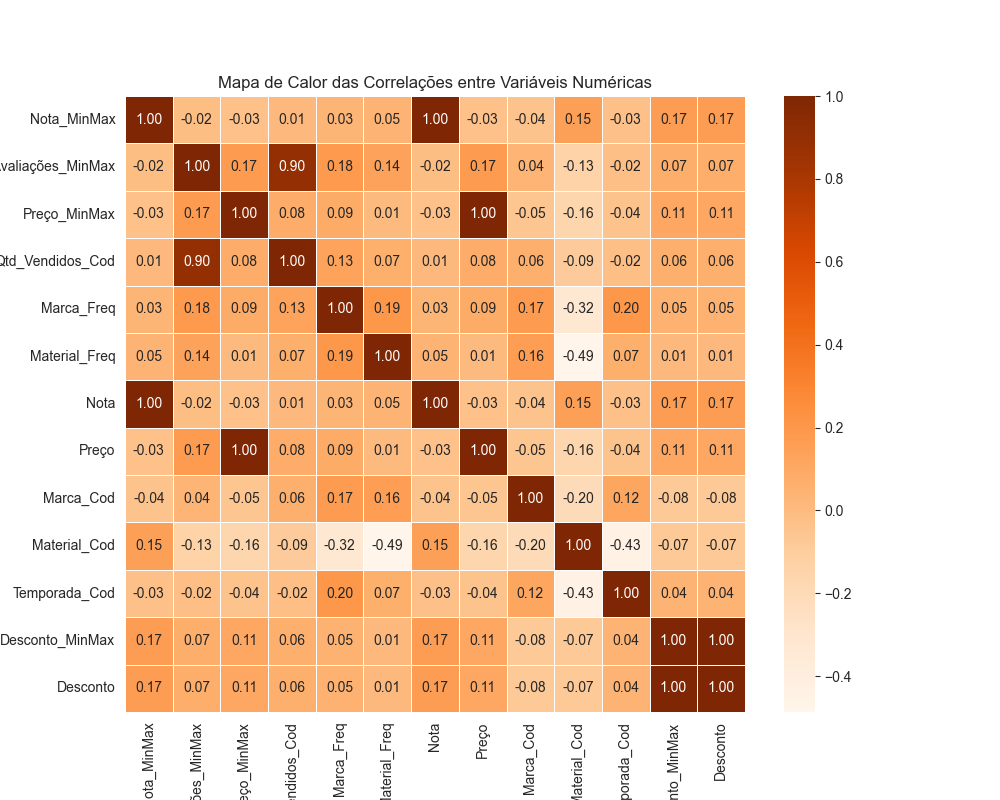 Mapa de Calor das Correlações entre Variáveis Numéricas
Nota_MinMax 1.00 -0.02 -0.03 0.01 0.03 0.05 1.00 -0.03 -0.04 0.15 -0.03 0.17 0.17
valiações_MinMax -0.02 1.00 0.17 0.90 0.18 0.14 -0.02 0.17 0.04 -0.13 -0.02 0.07 0.07
Preço_MinMax -0.03 0.17 1.00 0.08 0.09 0.01 -0.03 1.00 -0.05 -0.16 -0.04 0.11 0.11
Qtd_Vendidos_Cod 0.01 0.90 0.08 1.00 0.13 0.07 0.01 0.08 0.06 -0.09 -0.02 0.06 0.06
Marca_Freq 0.03 0.18 0.09 0.13 1.00 0.19 0.03 0.09 0.17 -0.32 0.20 0.05 0.05
Material_Freq 0.05 0.14 0.01 0.07 0.19 1.00 0.05 0.01 0.16 -0.49 0.07 0.01 0.01
Nota 1.00 -0.02 -0.03 0.01 0.03 0.05 1.00 -0.03 -0.04 0.15 -0.03 0.17 0.17
Preço -0.03 0.17 1.00 0.08 0.09 0.01 -0.03 1.00 -0.05 -0.16 -0.04 0.11 0.11
Marca_Cod -0.04 0.04 -0.05 0.06 0.17 0.16 -0.04 -0.05 1.00 -0.20 0.12 -0.08 -0.08
Material_Cod 0.15 -0.13 -0.16 -0.09 -0.32 -0.49 0.15 -0.16 -0.20 1.00 -0.43 -0.07 -0.07
Temporada_Cod -0.03 -0.02 -0.04 -0.02 0.20 0.07 -0.03 -0.04 0.12 -0.43 1.00 0.04 0.04
Desconto_MinMax 0.17 0.07 0.11 0.06 0.05 0.01 0.17 0.11 -0.08 -0.07 0.04 1.00 1.00
Desconto 0.17 0.07 0.11 0.06 0.05 0.01 0.17 0.11 -0.08 -0.07 0.04 1.00 1.00
ota_MinMax
ões_MinMax
eço_MinMax
endidos_Cod
Marca_Freq
Material_Freq
Nota
Preço
Marca_Cod
Material_Cod
porada_Cod
nto_MinMax
Desconto
1.0
0.8
0.6
0.4
0.2
0.0
−0.2
−0.4